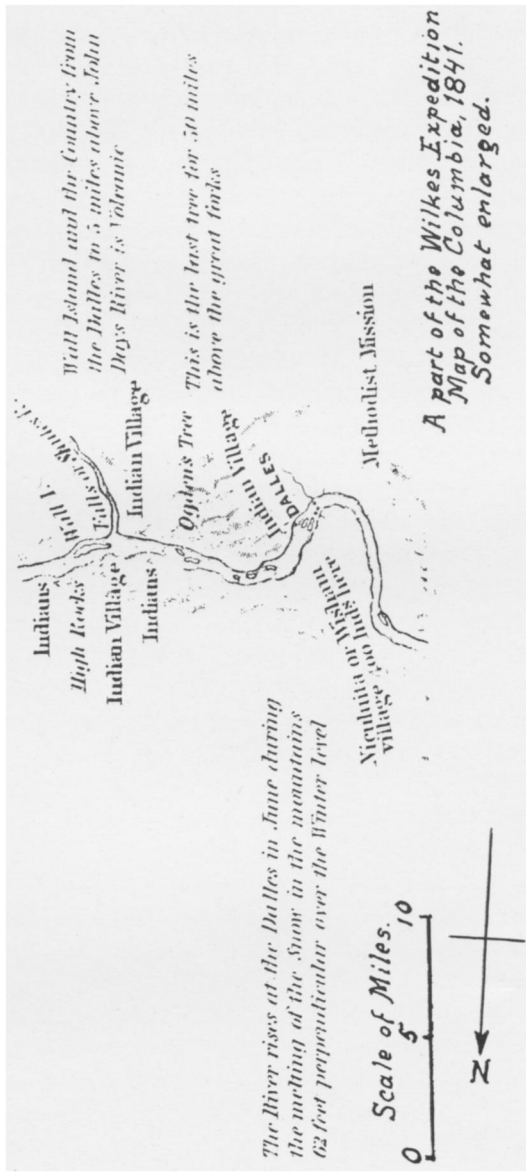 Wall Island and the Country from
the Dalles to 5 miles above John
Days River is Volcanic
This is the last tree for 50 miles
above the great forks
Indians
High Rocks
Wall I.
Falls or
Indian Village
Indian Village
Indians
Ogden's Tree
Indian Village
DALLES
Methodist Mission
or Wisham
village
The River rises at the Dalles in June during
the melting of the Snow in the mountains
62 feet perpendicular over the Winter level
A part of the Wilkes Expedition
Map of the Columbia, 1841.
Somewhat enlarged.
Scale of Miles.
0 5 10
N